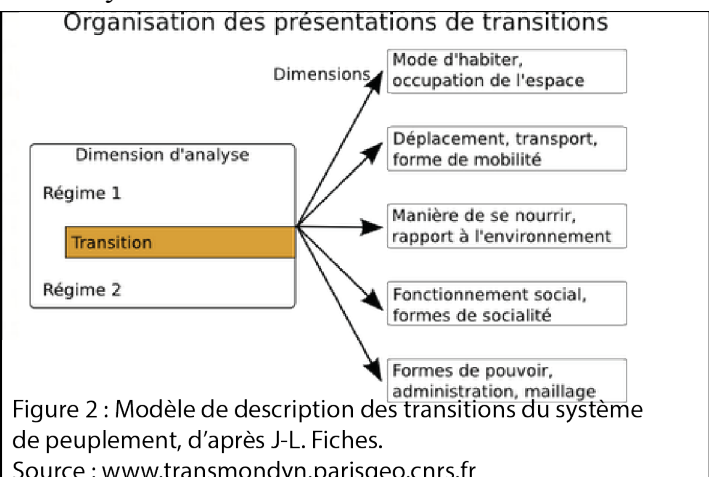 Organisation des présentations de transitions
Dimensions
Mode d'habiter,
occupation de l'espace
Déplacement, transport,
forme de mobilité
Dimension d'analyse
Régime 1
Transition
Régime 2
Manière de se nourrir,
rapport à l'environnement
Fonctionnement social,
formes de socialité
Formes de pouvoir,
administration, maillage
Figure 2 : Modèle de description des transitions du système
de peuplement, d'après J-L. Fiches.
Source : www.transmondyn.parisgeo.cnrs.fr